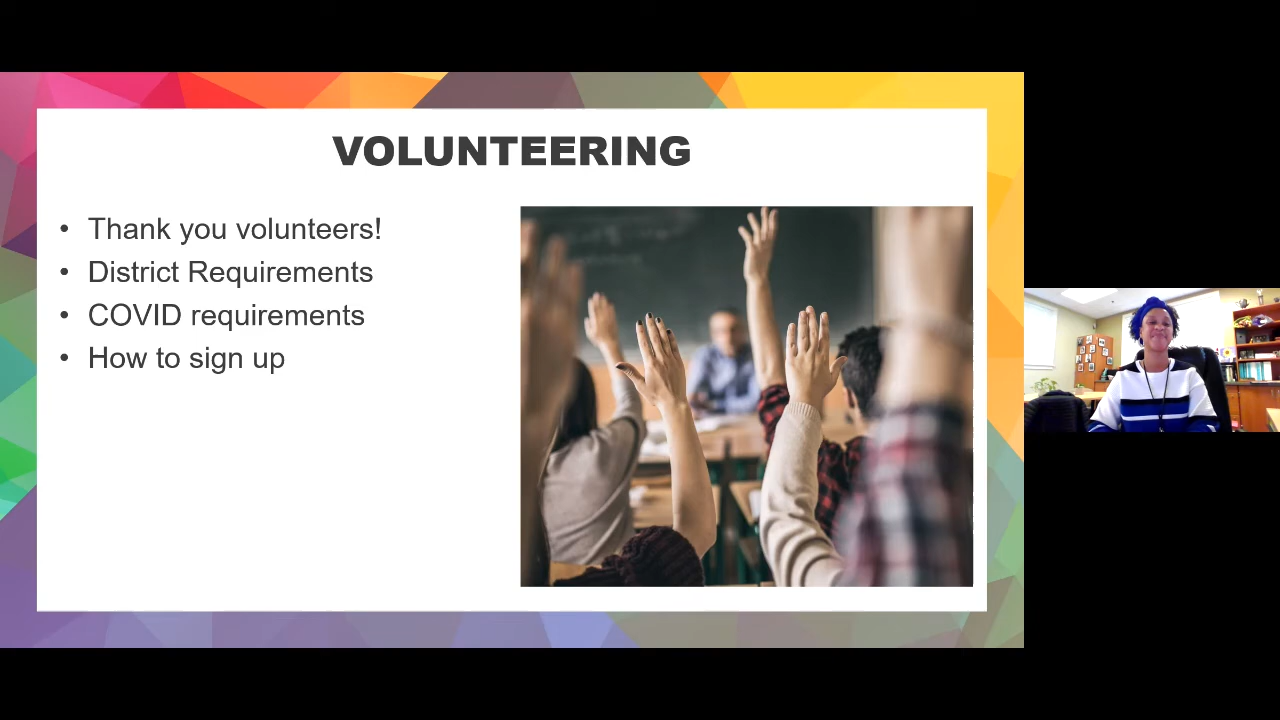 VOLUNTEERING
• Thank you volunteers!
• District Requirements
• COVID requirements
• How to sign up